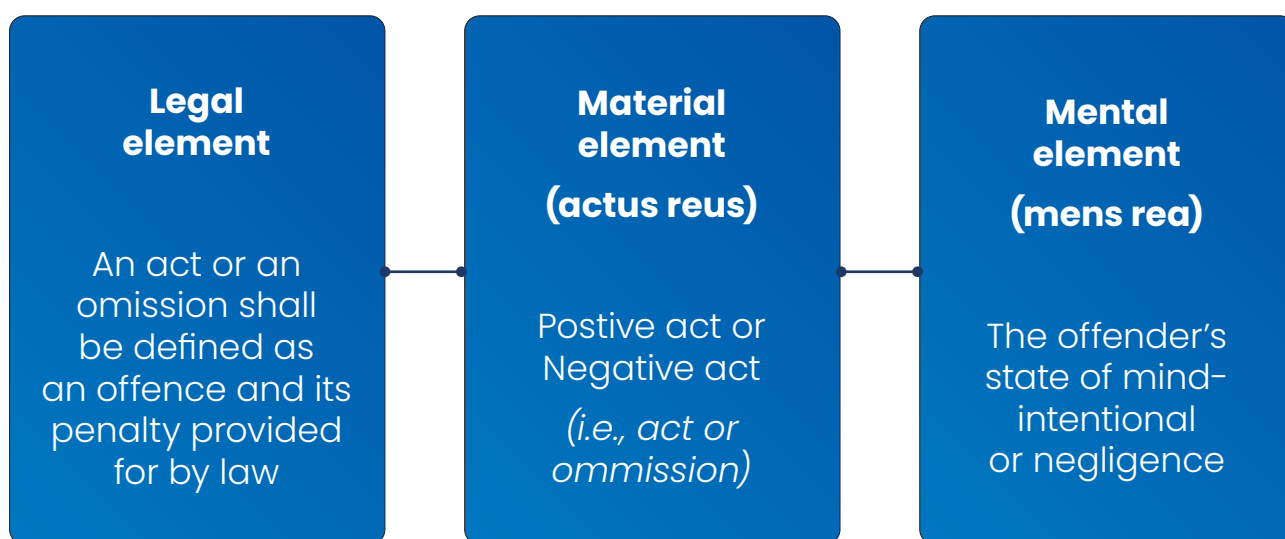 Legal
element
An act or an
omission shall
be defined as
an offence and its
penalty provided
for by law
Material
element
(actus reus)
Postive act or
Negative act
(i.e., act or
ommission)
Mental
element
(mens rea)
The offender’s
state of mind-
intentional
or negligence